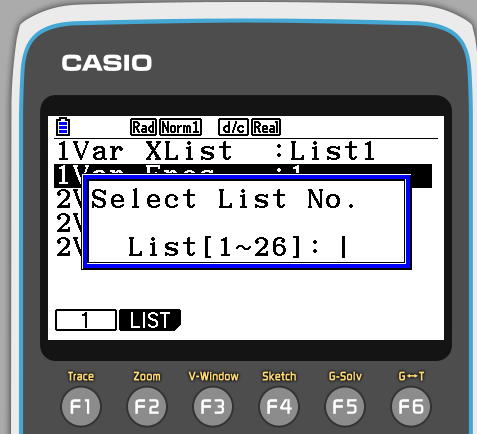 CASIO
Rad Norm1 d/c Real
1Var XList :List1
1Var Freq :1
2V
2V
2V
Select List No.
List[1~26]: |
1 LIST
Trace Zoom V-Window Sketch G-Solv G↔T
F1 F2 F3 F4 F5 F6